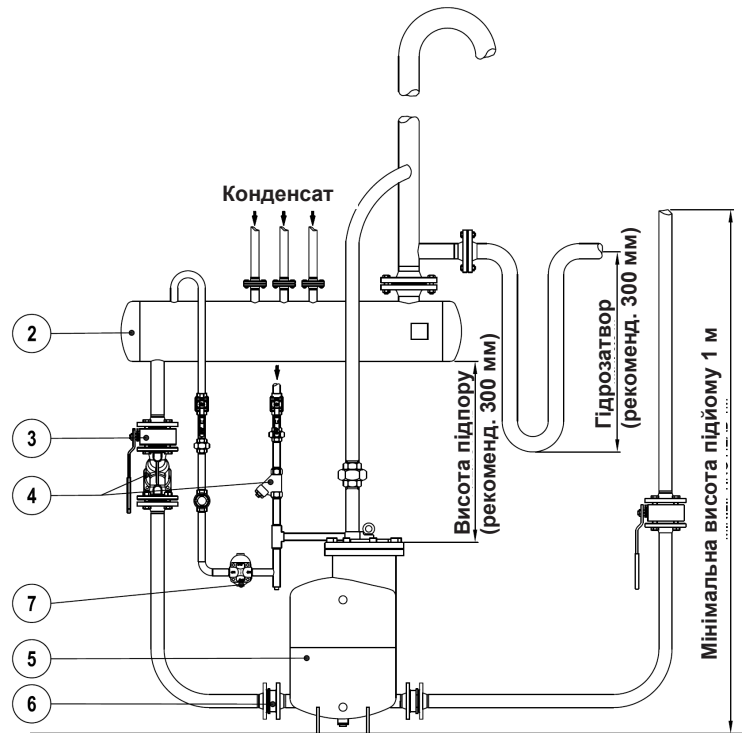 Конденсат
2
3
4
7
5
6
Висота підпору
(рекоменд. 300 мм)
Гідрозатвор
(рекоменд. 300 мм)
Мінімальна висота підйому 1 м